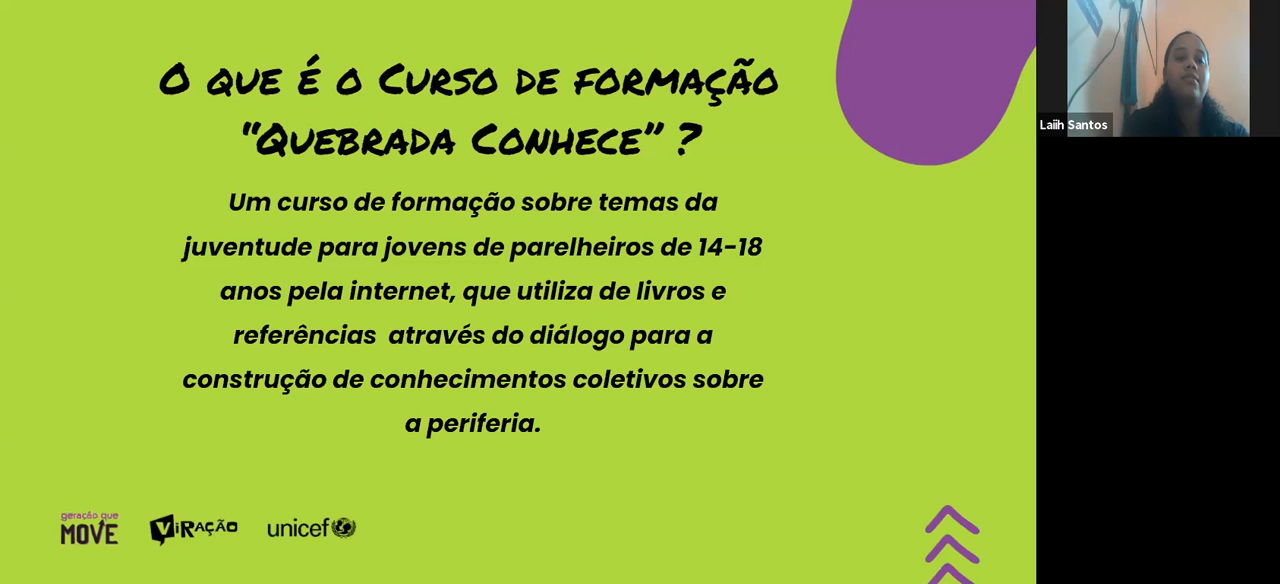 O QUE É O CURSO DE FORMAÇÃO
“QUEBRADA CONHECE” ?
Um curso de formação sobre temas da
juventude para jovens de parelheiros de 14-18
anos pela internet, que utiliza de livros e
referências através do diálogo para a
construção de conhecimentos coletivos sobre
a periferia.
geração que
MOVE
ViRAÇÃO
unicef
Laiih Santos